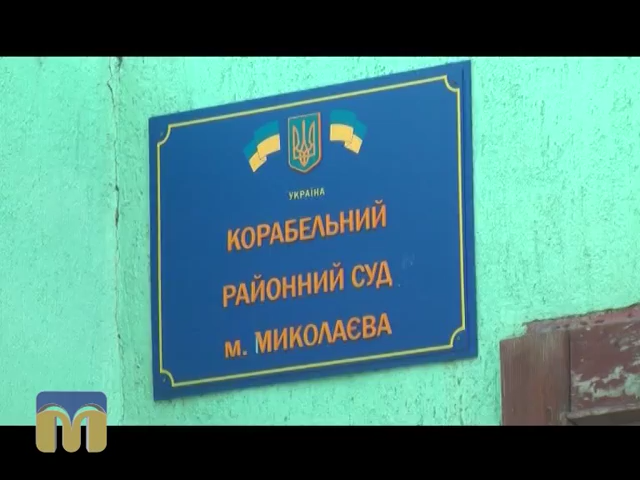 УКРАЇНА
КОРАБЕЛЬНИЙ
РАЙОННИЙ СУД
м. МИКОЛАЄВА
М